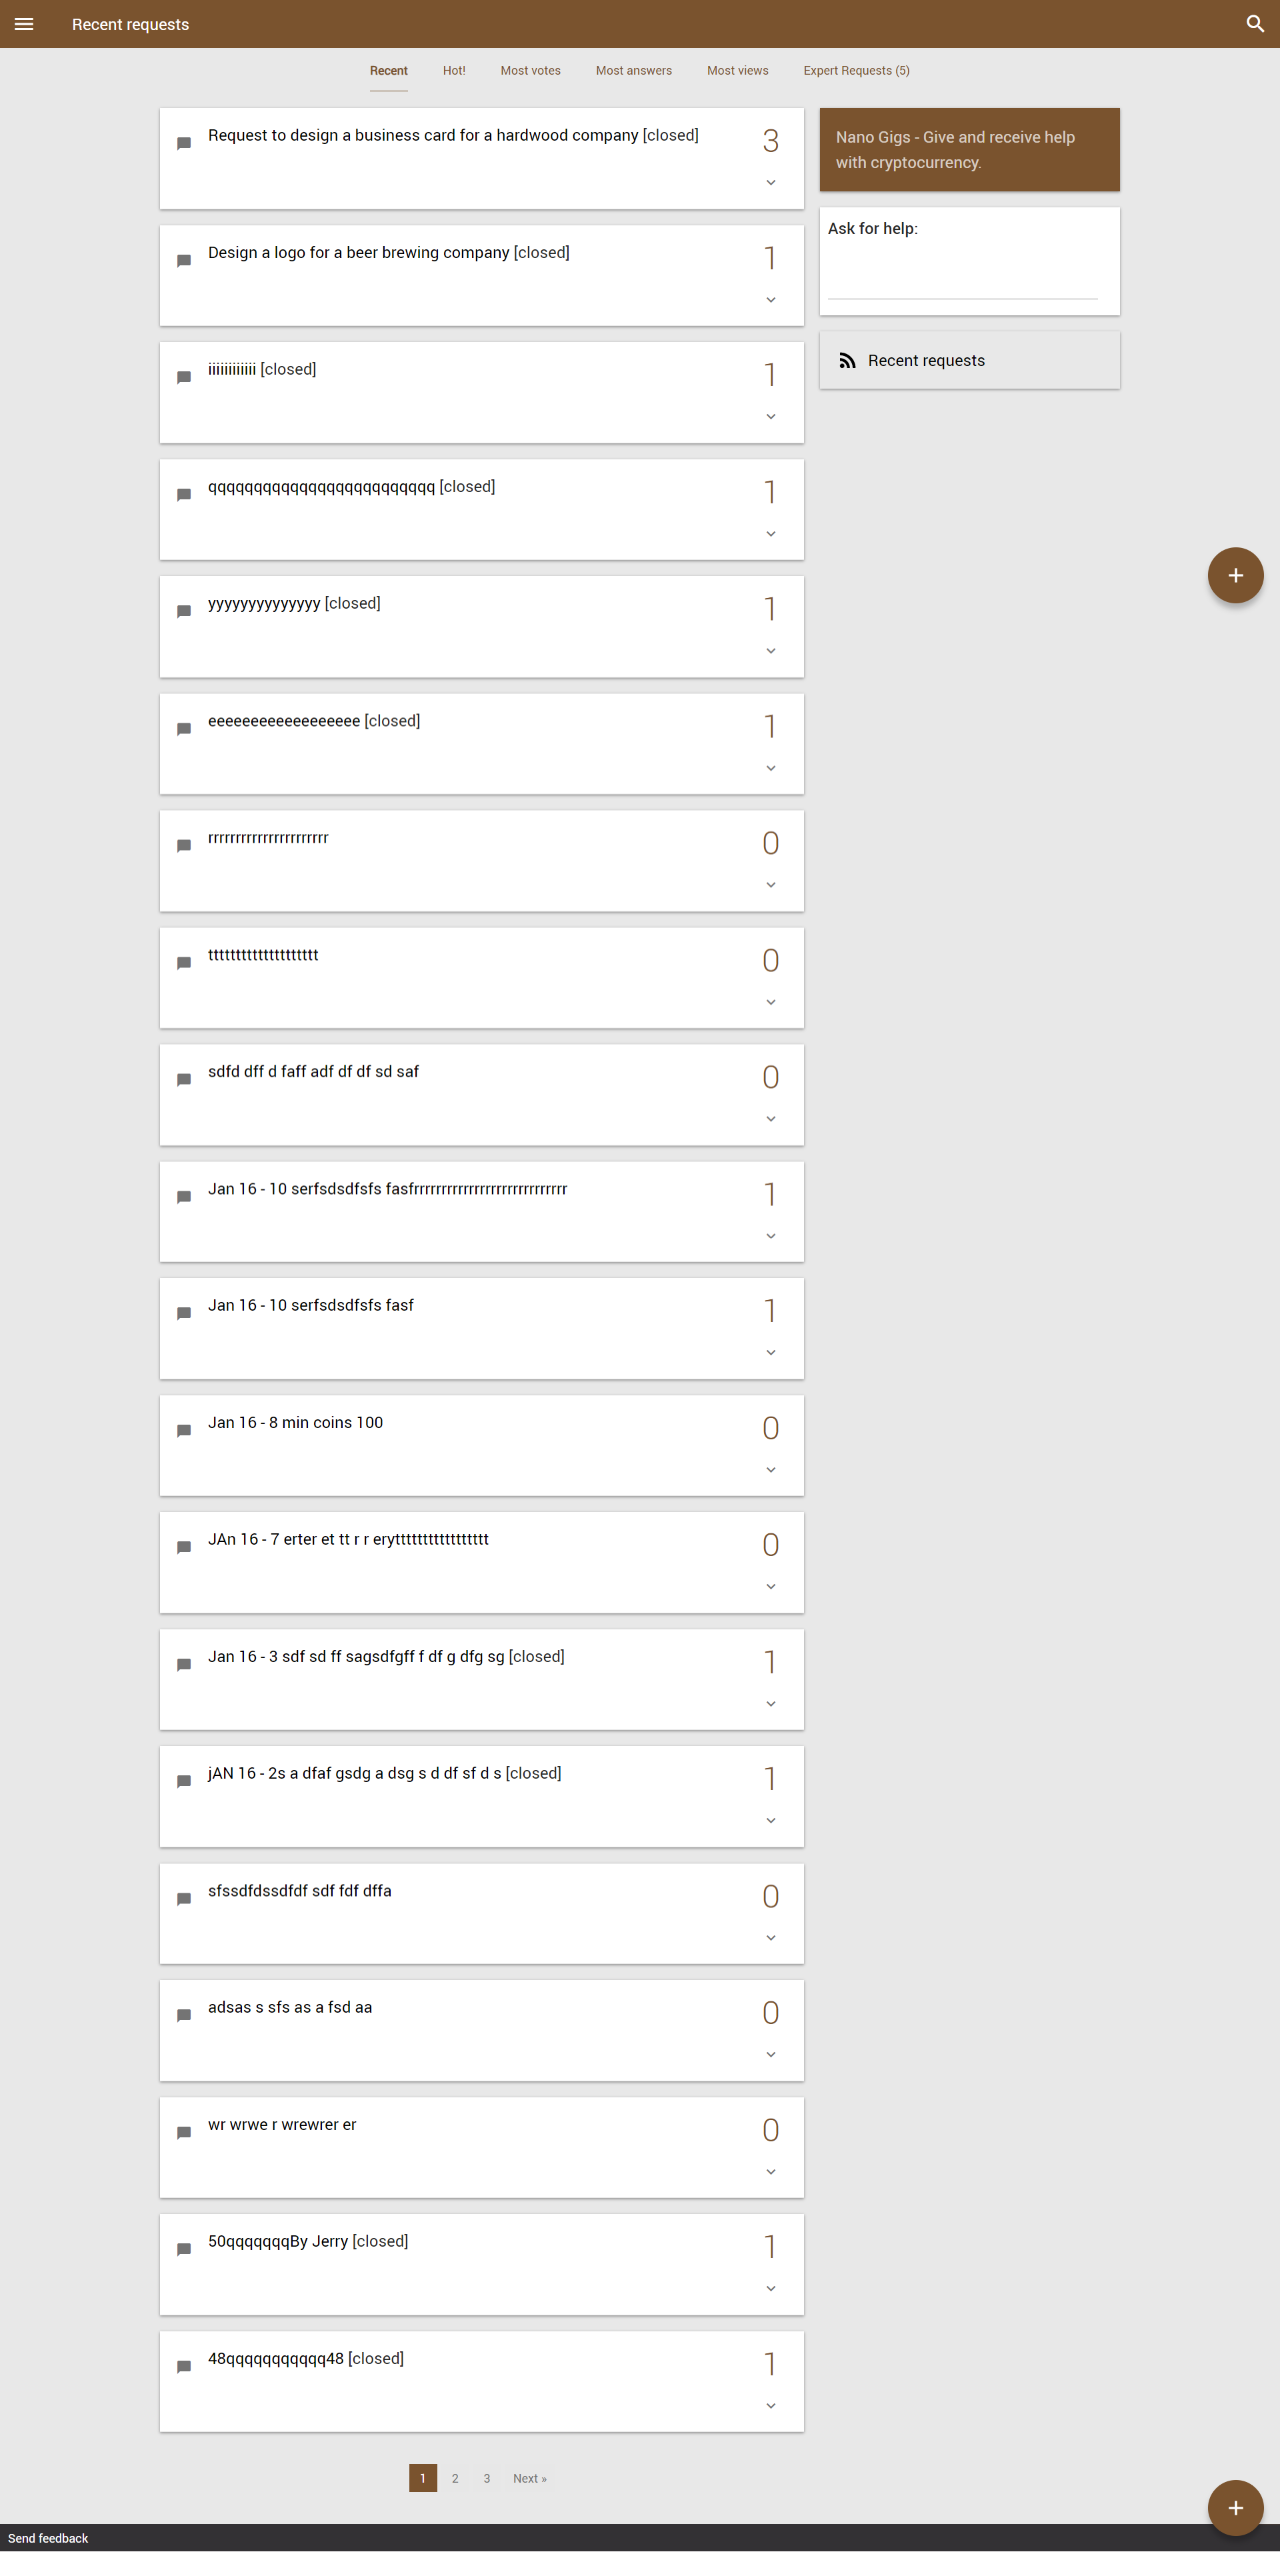 Recent requests
Recent
Hot!
Most votes
Most answers
Most views
Expert Requests (5)
Request to design a business card for a hardwood company [closed]
3
Design a logo for a beer brewing company [closed]
1
iiiiiiiiiiii [closed]
1
qqqqqqqqqqqqqqqqqqqqqqqqq [closed]
1
yyyyyyyyyyyyyy [closed]
1
eeeeeeeeeeeeeeeeee [closed]
1
rrrrrrrrrrrrrrrrrrrrrr
0
tttttttttttttttttttt
0
sdfd dff d faff adf df df sd saf
0
Jan 16 - 10 serfsdsdfsfs fasfrrrrrrrrrrrrrrrrrrrrrrrrrrrr
1
Jan 16 - 10 serfsdsdfsfs fasf
1
Jan 16 - 8 min coins 100
0
JAn 16 - 7 erter et tt r r eryttttttttttttttttt
0
Jan 16 - 3 sdf sd ff sagsdfgff f df g dfg sg [closed]
1
jAN 16 - 2s a dfaf gsdg a dsg s d df sf d s [closed]
1
sfssdfdssdfdf sdf fdf dffa
0
adsas s sfs as a fsd aa
0
wr wrwe r wrewrer er
0
50qqqqqqqBy Jerry [closed]
1
48qqqqqqqqqqq48 [closed]
1
1
2
3
Next »
Nano Gigs - Give and receive help
with cryptocurrency.
Ask for help:
Recent requests
Send feedback